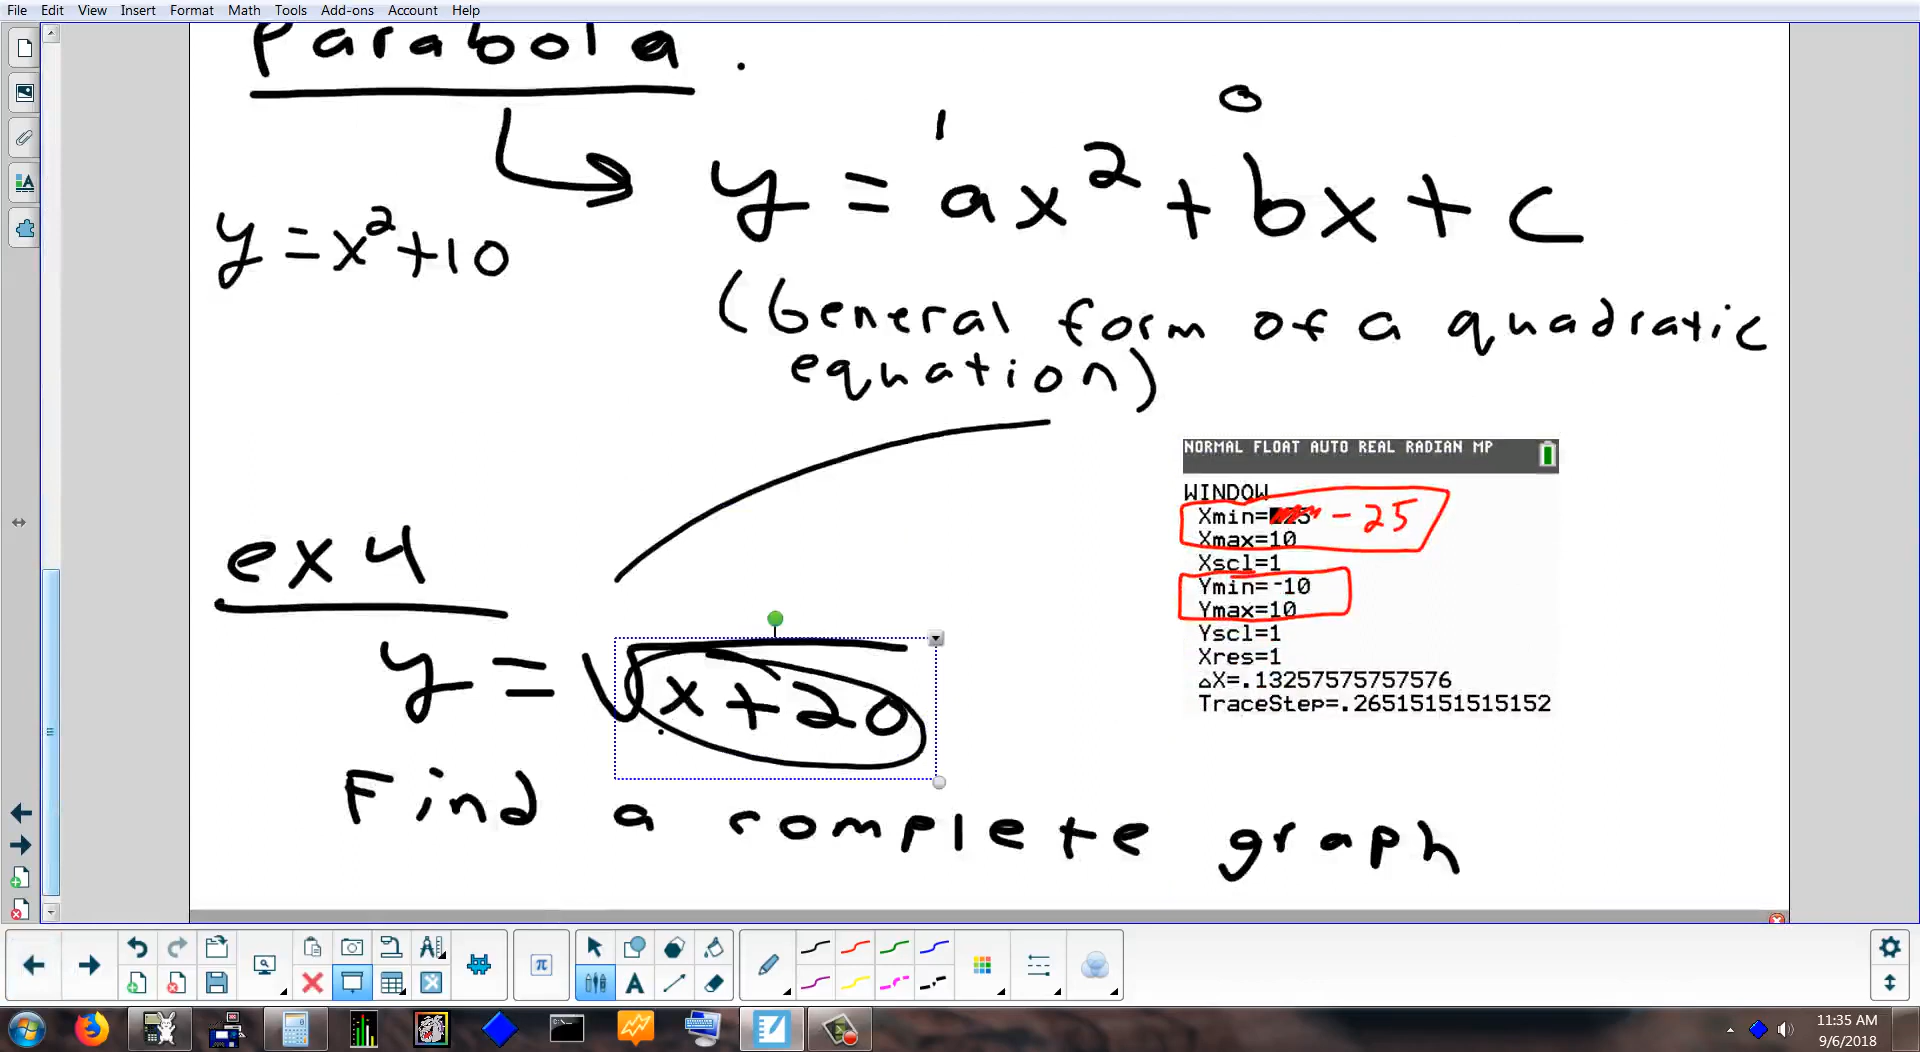 File Edit View Insert Format Math Tools Add-ons Account Help
Parabola
1 0
y = ax² + bx + c
y = x² + 10
(General form of a quadratic
equation)
NORMAL FLOAT AUTO REAL RADIAN MP
WINDOW
Xmin= -25
Xmax=10
Xscl=1
Ymin=-10
Ymax=10
Yscl=1
Xres=1
△X=.13257575757576
TraceStep=.26515151515152
ex 4
y = √x+20
Find a complete graph
π
A
11:35 AM
9/6/2018